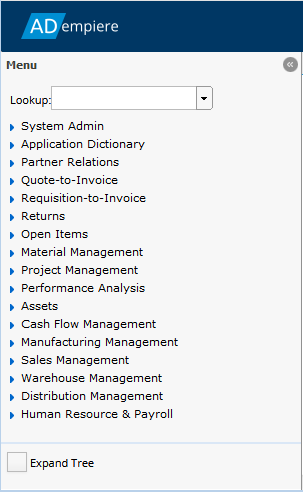 ADempiere
Menu
Lookup:
System Admin
Application Dictionary
Partner Relations
Quote-to-Invoice
Requisition-to-Invoice
Returns
Open Items
Material Management
Project Management
Performance Analysis
Assets
Cash Flow Management
Manufacturing Management
Sales Management
Warehouse Management
Distribution Management
Human Resource & Payroll
Expand Tree